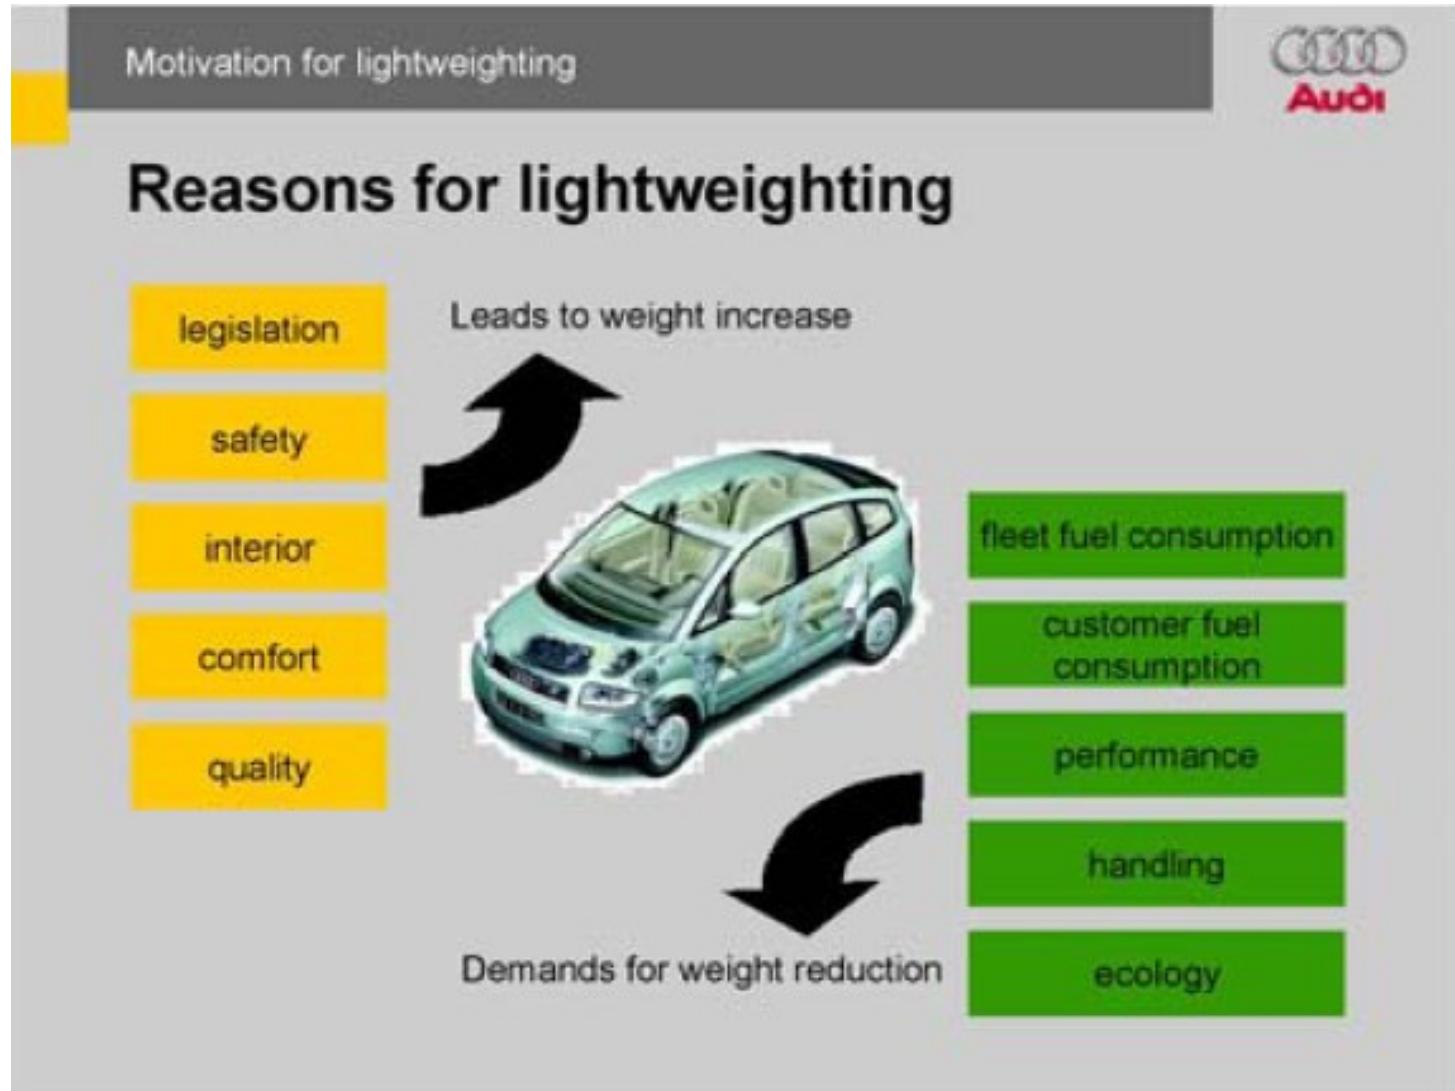 Motivation for lightweighting
Audi
Reasons for lightweighting
legislation
safety
interior
comfort
quality
Leads to weight increase
fleet fuel consumption
customer fuel
consumption
performance
handling
ecology
Demands for weight reduction